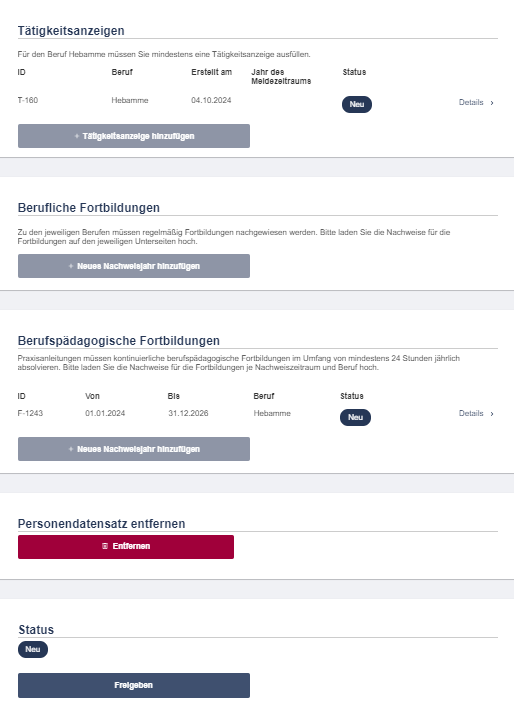 Tätigkeitsanzeigen
Für den Beruf Hebamme müssen Sie mindestens eine Tätigkeitsanzeige ausfüllen.
ID Beruf Erstellt am Jahr des Meldezeitraums Status
T-160 Hebamme 04.10.2024 Neu Details ›
+ Tätigkeitsanzeige hinzufügen
Berufliche Fortbildungen
Zu den jeweiligen Berufen müssen regelmäßig Fortbildungen nachgewiesen werden. Bitte laden Sie die Nachweise für die
Fortbildungen auf den jeweiligen Unterseiten hoch.
+ Neues Nachweisjahr hinzufügen
Berufspädagogische Fortbildungen
Praxisanleitungen müssen kontinuierliche berufspädagogische Fortbildungen im Umfang von mindestens 24 Stunden jährlich
absolvieren. Bitte laden Sie die Nachweise für die Fortbildungen je Nachweiszeitraum und Beruf hoch.
ID Von Bis Beruf Status
F-1243 01.01.2024 31.12.2026 Hebamme Neu Details ›
+ Neues Nachweisjahr hinzufügen
Personendatensatz entfernen
Entfernen
Status
Neu
Freigeben